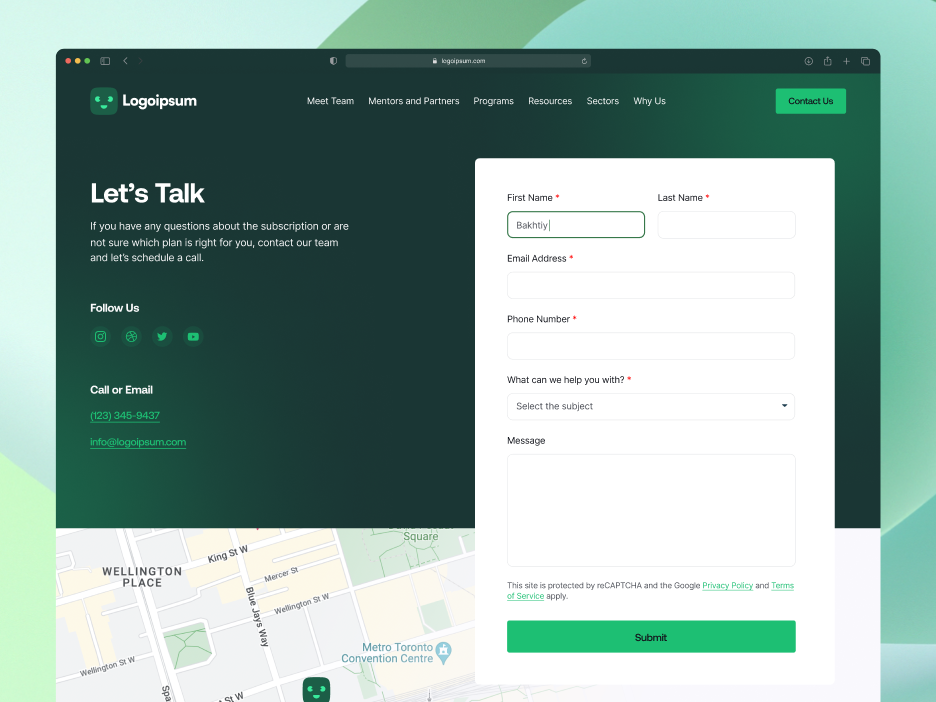 logoipsum.com
Logoipsum
Meet Team Mentors and Partners Programs Resources Sectors Why Us
Contact Us
Let's Talk
If you have any questions about the subscription or are
not sure which plan is right for you, contact our team
and let's schedule a call.
Follow Us
Call or Email
(123) 345-9437
info@logoipsum.com
First Name *
Last Name *
Bakhtiy
Email Address *
Phone Number *
What can we help you with? *
Select the subject
Message
This site is protected by reCAPTCHA and the Google Privacy Policy and Terms
of Service apply.
Submit
Square
King St W
WELLINGTON
PLACE
Mercer St
Blue Jays Way
Wellington St W
Metro Toronto
Convention Centre
Wellington St W
St W